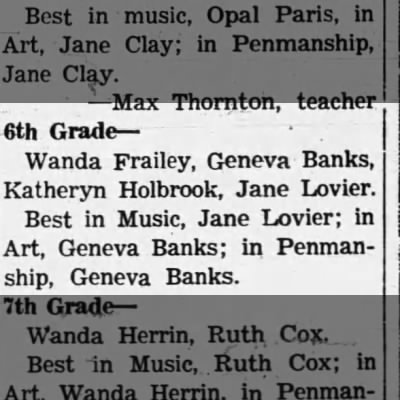 Best in music, Opal Paris, in
Art, Jane Clay; in Penmanship,
Jane Clay.
—Max Thornton, teacher
6th Grade—
Wanda Frailey, Geneva Banks,
Katheryn Holbrook, Jane Lovier.
Best in Music, Jane Lovier; in
Art, Geneva Banks; in Penman-
ship, Geneva Banks.
7th Grade—
Wanda Herrin, Ruth Cox.
Best in Music, Ruth Cox; in
Art, Wanda Herrin, in Penman-